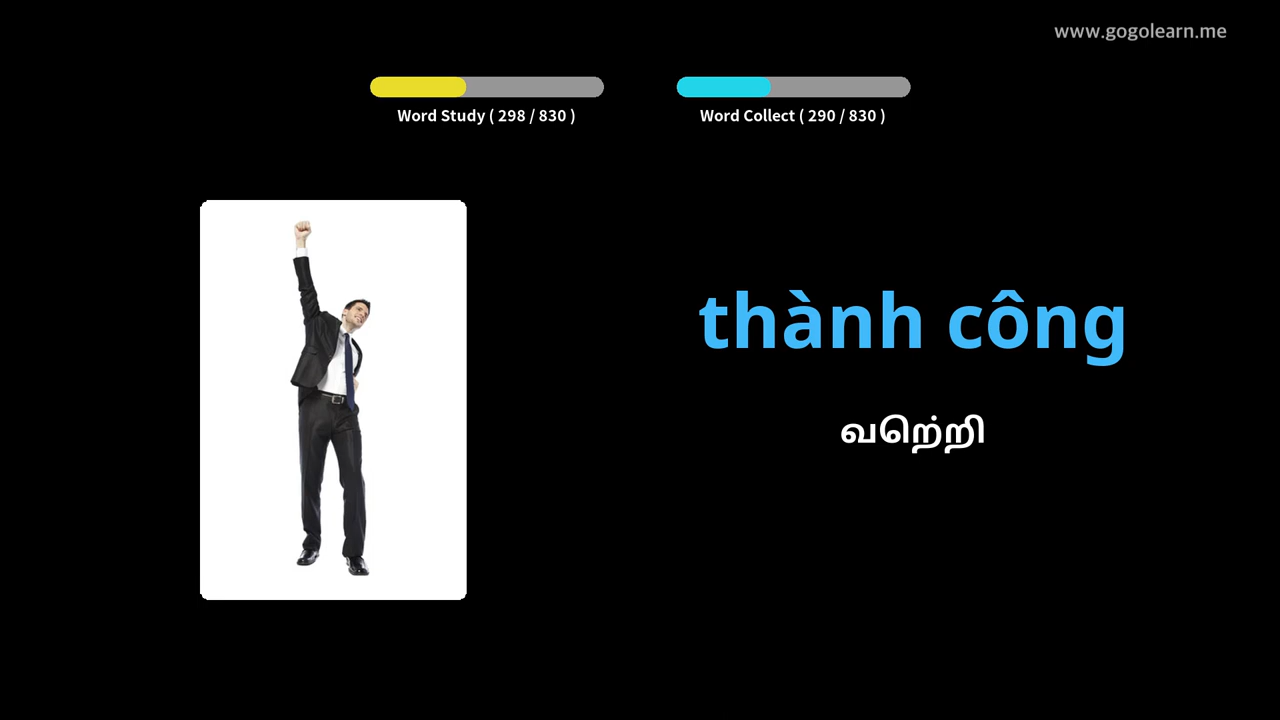 www.gogolearn.me
Word Study ( 298 / 830 )
Word Collect ( 290 / 830 )
thành công
வெற்றி